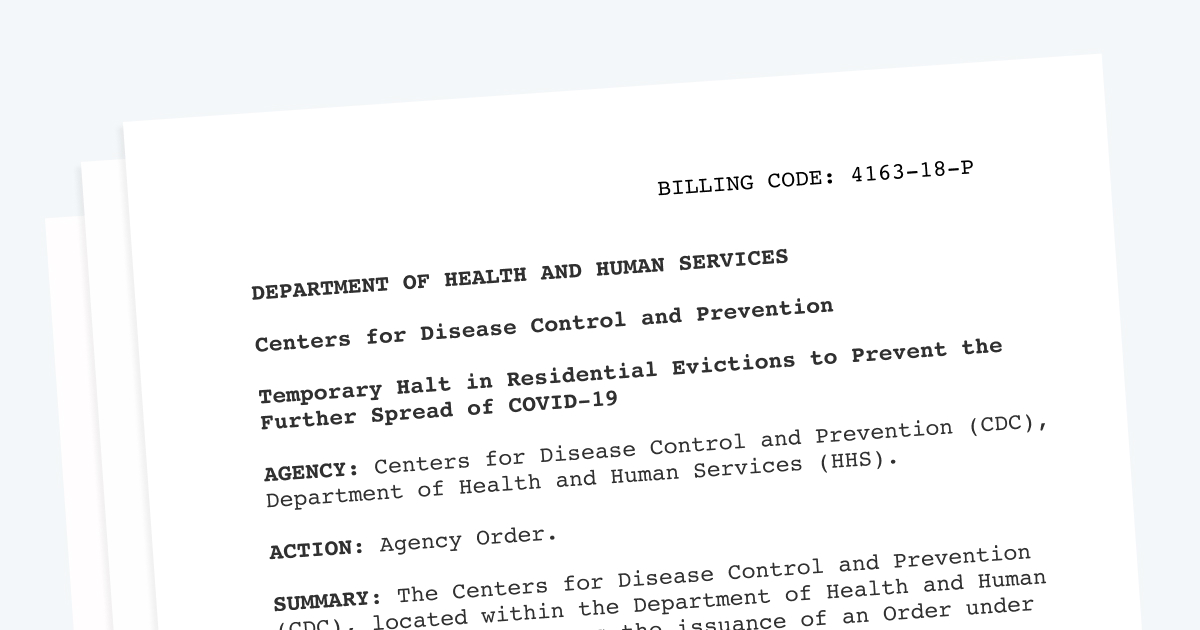 BILLING CODE: 4163-18-P
DEPARTMENT OF HEALTH AND HUMAN SERVICES
Centers for Disease Control and Prevention
Temporary Halt in Residential Evictions to Prevent the
Further Spread of COVID-19
AGENCY: Centers for Disease Control and Prevention (CDC),
Department of Health and Human Services (HHS).
ACTION: Agency Order.
SUMMARY: The Centers for Disease Control and Prevention
(CDC), located within the Department of Health and Human
the issuance of an Order under